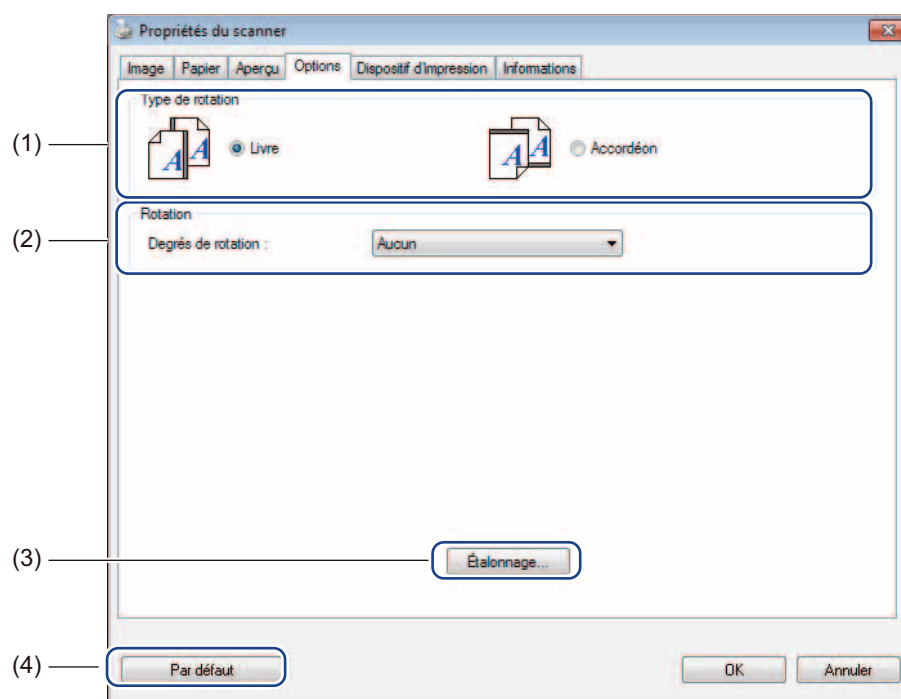 Propriétés du scanner
Image Papier Aperçu Options Dispositif d'impression Informations
Type de rotation
(1) A A Livre A A Accordéon
Rotation
(2) Degrés de rotation : Aucun
(3) Étalonnage...
(4) Par défaut OK Annuler